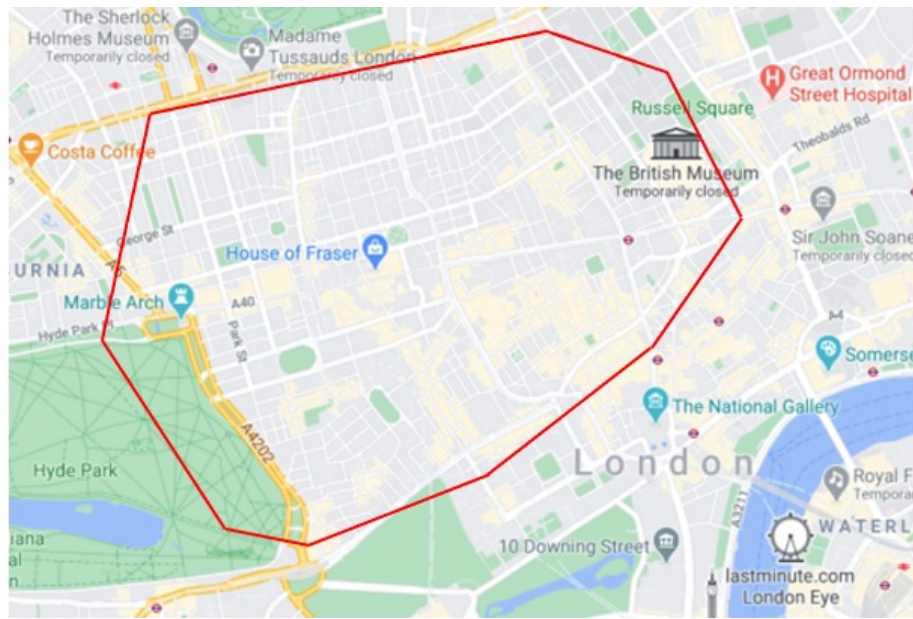 The Sherlock
Holmes Museum
Temporarily closed
Madame
Tussauds London
Temporarily closed
Great Ormond
Street Hospital
Russell Square
Theobalds Rd
Costa Coffee
The British Museum
Temporarily closed
George St
House of Fraser
Sir John Soane
Temporarily closed
URNIA
A5
Marble Arch
A40
Hyde Park Pl
Park St
A4
Somerse
The National Gallery
A4202
London
Hyde Park
Royal F
Tempora
A3211
10 Downing Street
WATERL
lastminute.com
London Eye